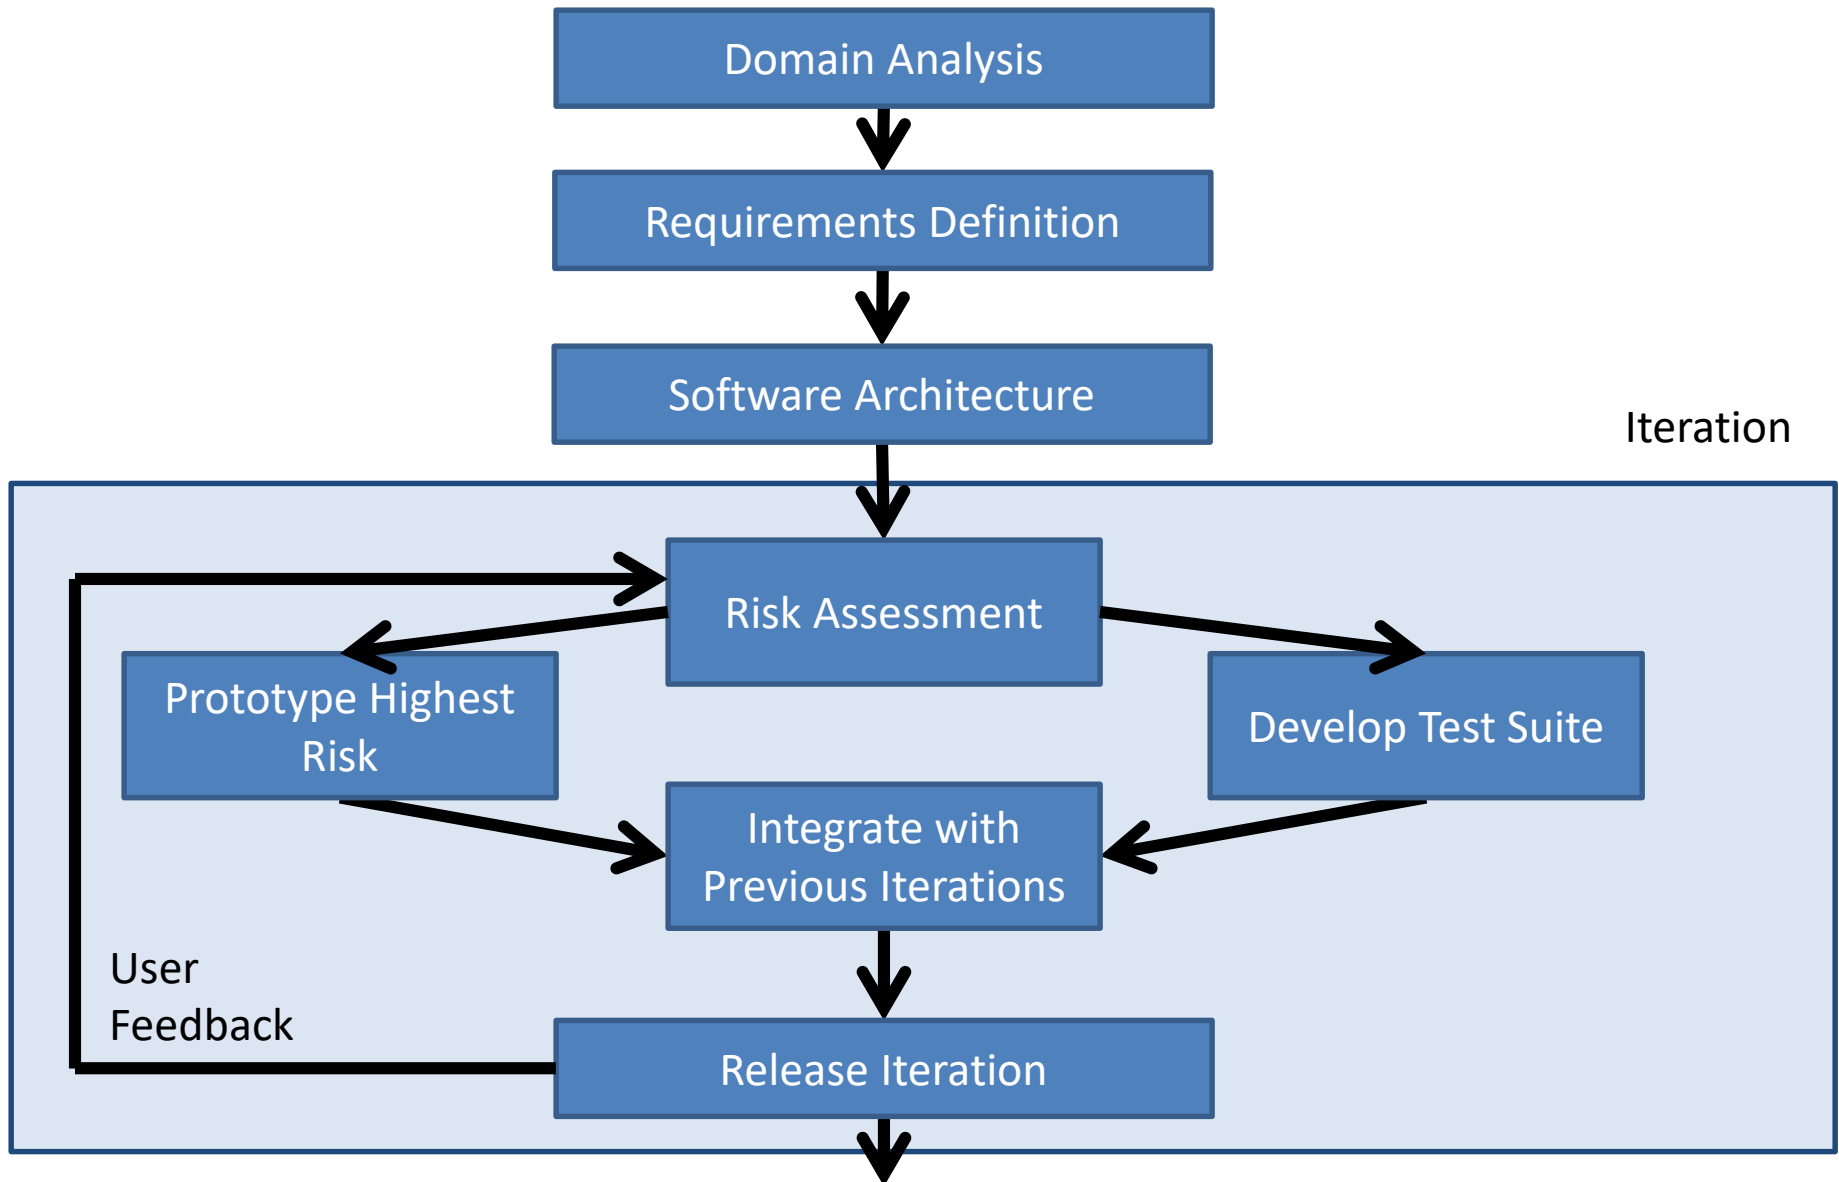 Domain Analysis
Requirements Definition
Software Architecture
Iteration
Risk Assessment
Prototype Highest
Risk
Develop Test Suite
Integrate with
Previous Iterations
User
Feedback
Release Iteration